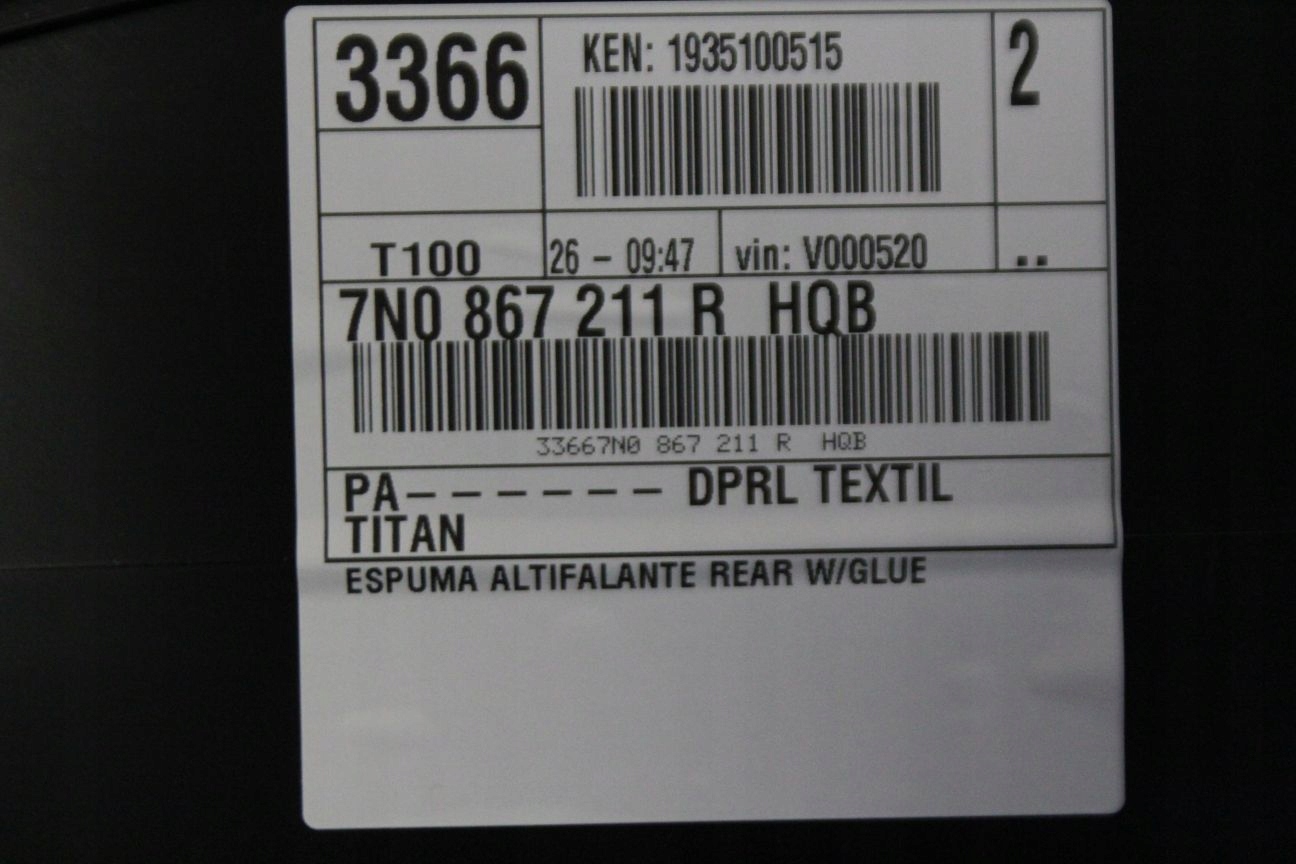 3366
KEN: 1935100515
2
T100
26 - 09:47
vin: V000520
..
7N0 867 211 R HQB
33667N0 867 211 R HQB
PA------ DPRL TEXTIL
TITAN
ESPUMA ALTIFALANTE REAR W/GLUE